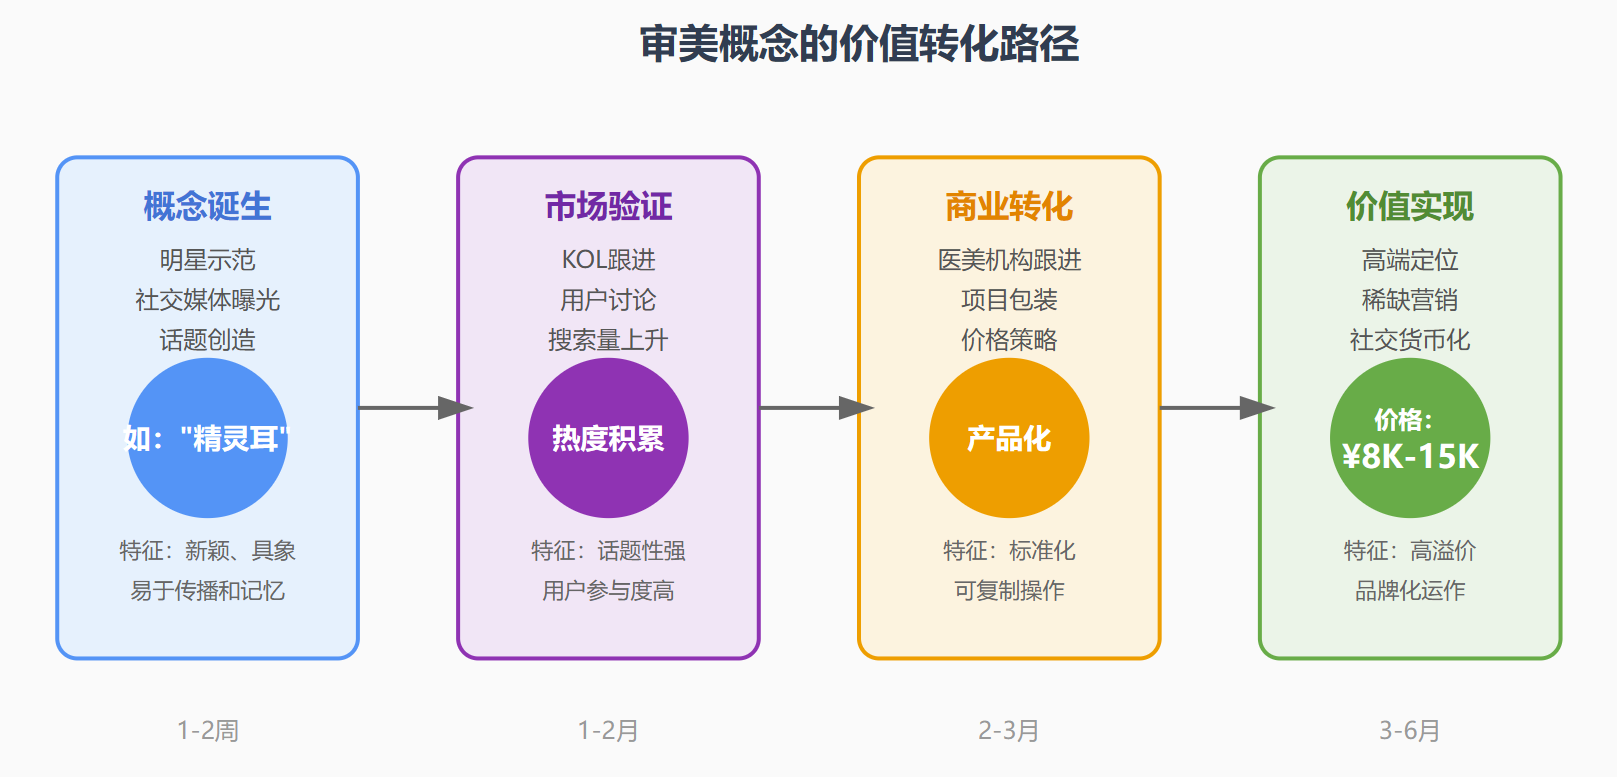 审美概念的价值转化路径
概念诞生
明星示范
社交媒体曝光
话题创造
如："精灵耳"
特征：新颖、具象
易于传播和记忆
1-2周
市场验证
KOL跟进
用户讨论
搜索量上升
热度积累
特征：话题性强
用户参与度高
1-2月
商业转化
医美机构跟进
项目包装
价格策略
产品化
特征：标准化
可复制操作
2-3月
价值实现
高端定位
稀缺营销
社交货币化
价格：
¥8K-15K
特征：高溢价
品牌化运作
3-6月